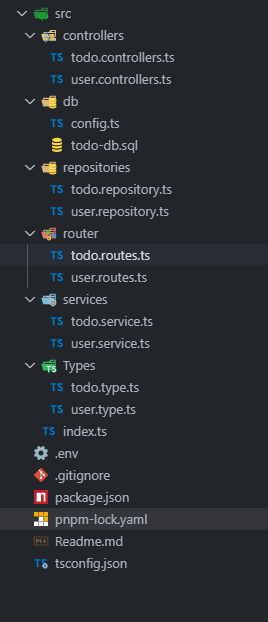 src
controllers
TS todo.controllers.ts
TS user.controllers.ts
db
TS config.ts
todo-db.sql
repositories
TS todo.repository.ts
TS user.repository.ts
router
TS todo.routes.ts
TS user.routes.ts
services
TS todo.service.ts
TS user.service.ts
TS Types
TS todo.type.ts
TS user.type.ts
TS index.ts
.env
.gitignore
package.json
pnpm-lock.yaml
Readme.md
TS tsconfig.json